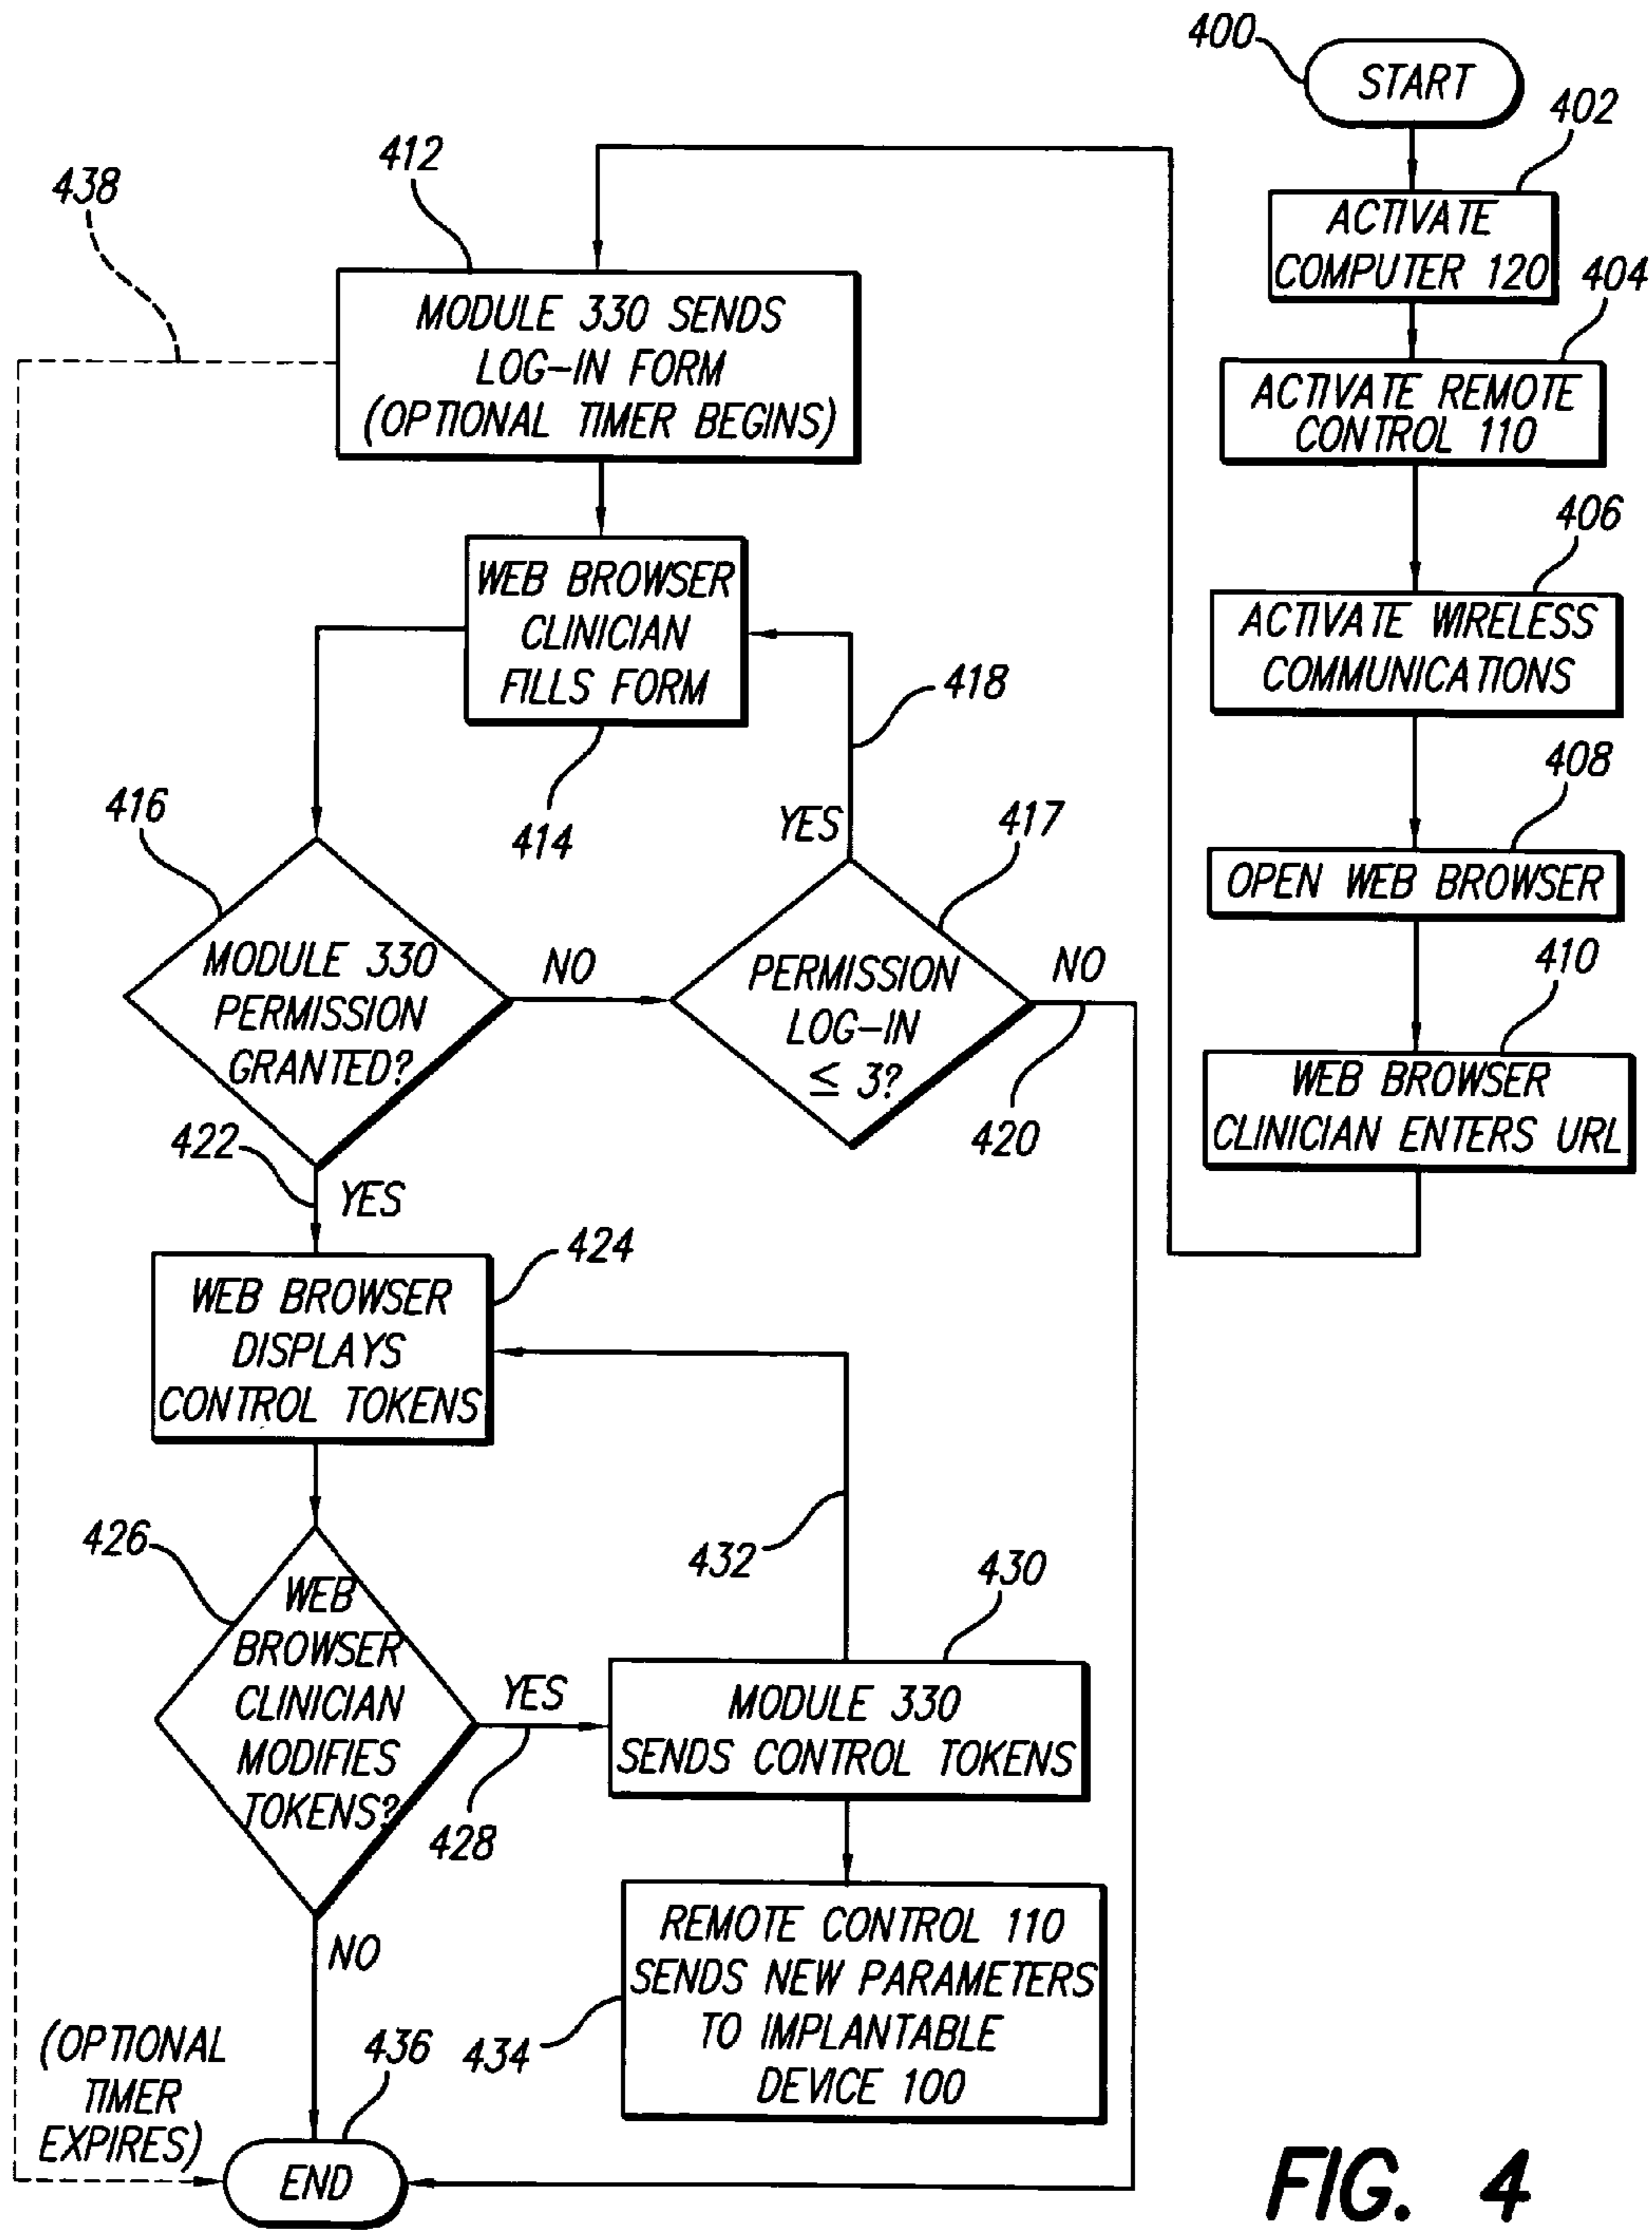 400
START
402
ACTIVATE
COMPUTER 120
404
ACTIVATE REMOTE
CONTROL 110
406
ACTIVATE WIRELESS
COMMUNICATIONS
408
OPEN WEB BROWSER
410
WEB BROWSER
CLINICIAN ENTERS URL
412
438
MODULE 330 SENDS
LOG-IN FORM
(OPTIONAL TIMER BEGINS)
WEB BROWSER
CLINICIAN
FILLS FORM
414
418
416
YES
417
MODULE 330
PERMISSION
GRANTED?
NO
PERMISSION
LOG-IN
≤ 3?
NO
420
422
YES
424
WEB BROWSER
DISPLAYS
CONTROL TOKENS
426
WEB
BROWSER
CLINICIAN
MODIFIES
TOKENS?
YES
428
432
430
MODULE 330
SENDS CONTROL TOKENS
REMOTE CONTROL 110
SENDS NEW PARAMETERS
TO IMPLANTABLE
DEVICE 100
434
NO
(OPTIONAL
TIMER
EXPIRES)
436
END
FIG. 4